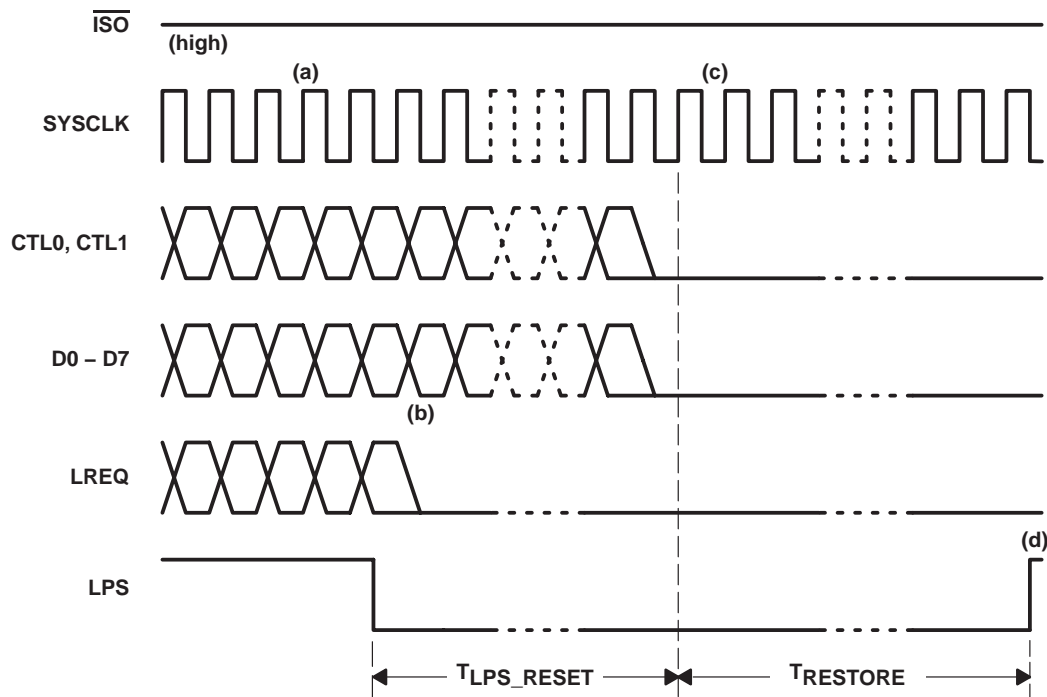 ISO
(high)
(a)
(c)
SYSCLK
CTL0, CTL1
D0 – D7
(b)
LREQ
(d)
LPS
TLPS_RESET
TRESTORE